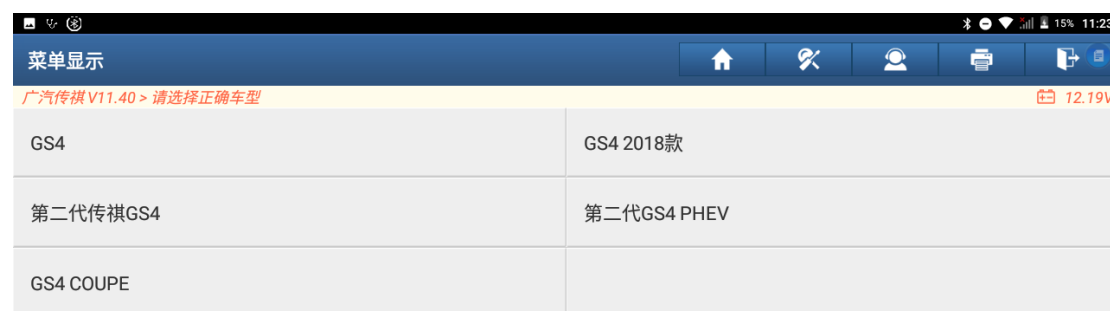 15% 11:23
菜单显示
广汽传祺 V11.40 > 请选择正确车型
12.19V
GS4
GS4 2018款
第二代传祺GS4
第二代GS4 PHEV
GS4 COUPE